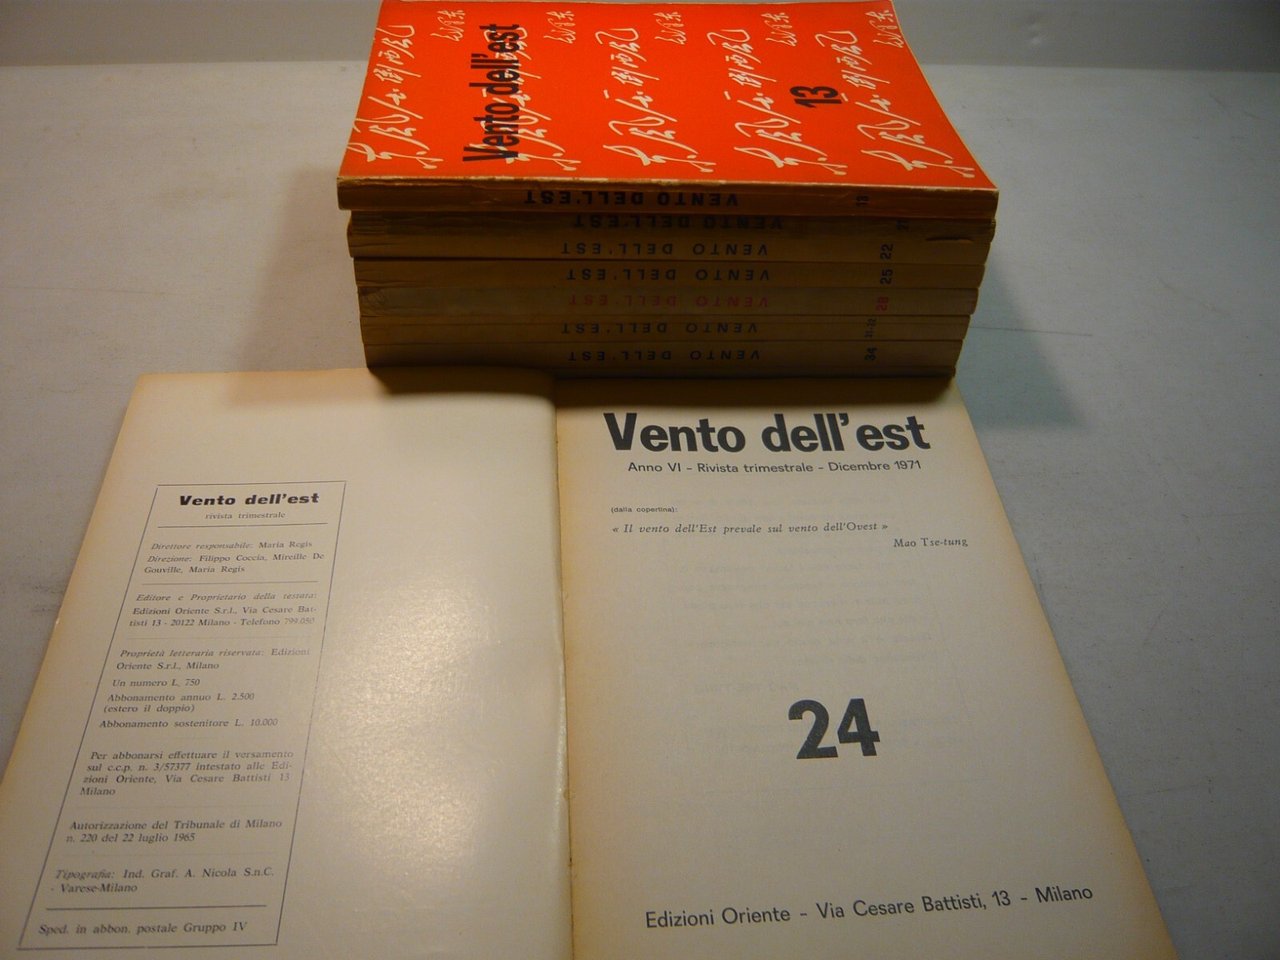 Vento dell'est
13
VENTO DELL'EST 13
VENTO DELL'EST 21
VENTO DELL'EST 22
VENTO DELL'EST 25
VENTO DELL'EST 28
VENTO DELL'EST 31-32
VENTO DELL'EST 34
Vento dell'est
rivista trimestrale
Direttore responsabile: Maria Regis
Direzione: Filippo Coccia, Mireille De
Gouville, Maria Regis
Editore e Proprietario della testata:
Edizioni Oriente S.r.l., Via Cesare Bat-
tisti 13 - 20122 Milano - Telefono 799.050
Proprietà letteraria riservata: Edizioni
Oriente S.r.l., Milano
Un numero L. 750
Abbonamento annuo L. 2.500
(estero il doppio)
Abbonamento sostenitore L. 10.000
Per abbonarsi effettuare il versamento
sul c.c.p. n. 3/57377 intestato alle Edi-
zioni Oriente, Via Cesare Battisti 13
Milano
Autorizzazione del Tribunale di Milano
n. 220 del 22 luglio 1965
Tipografia: Ind. Graf. A. Nicola S.n.C.
- Varese-Milano
Sped. in abbon. postale Gruppo IV
Vento dell'est
Anno VI - Rivista trimestrale - Dicembre 1971
(dalla copertina):
« Il vento dell'Est prevale sul vento dell'Ovest »
Mao Tse-tung
24
Edizioni Oriente - Via Cesare Battisti, 13 - Milano